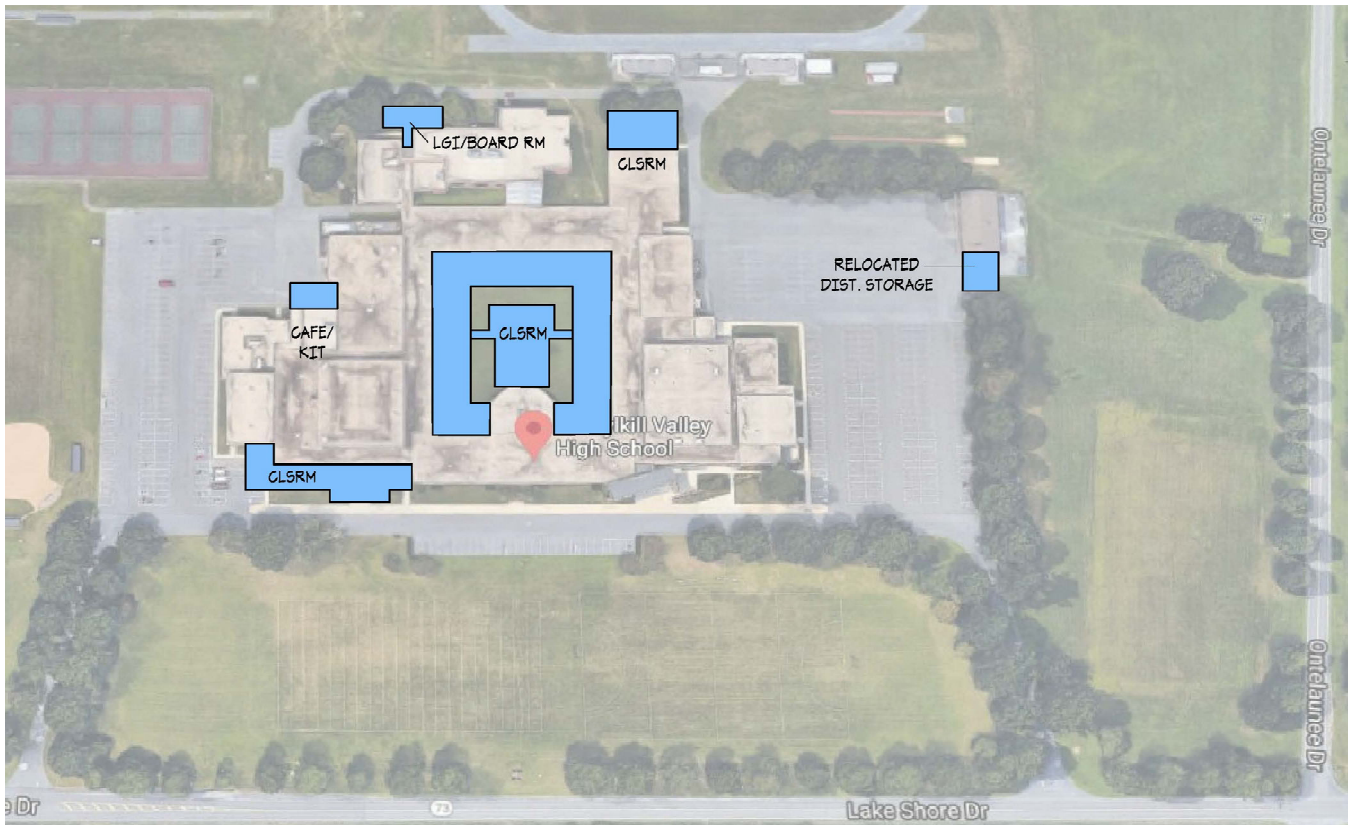 LGI/BOARD RM
CLSRM
Ontelaunee Dr
RELOCATED
DIST. STORAGE
CAFE/
KIT
CLSRM
lkill Valley
High School
CLSRM
Ontelaunee Dr
e Dr
73
Lake Shore Dr